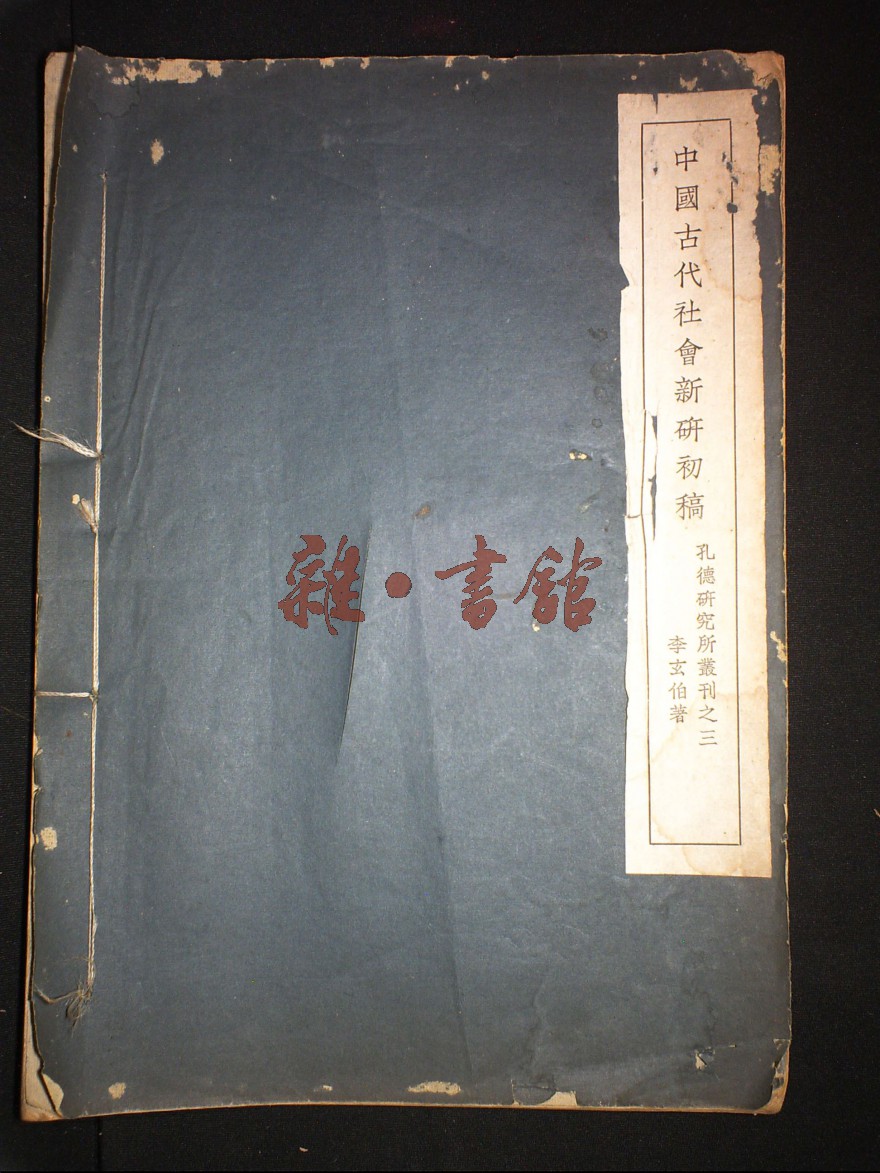 中國古代社會新研初稿
孔德研究所叢刊之三
李玄伯著
雜·書館